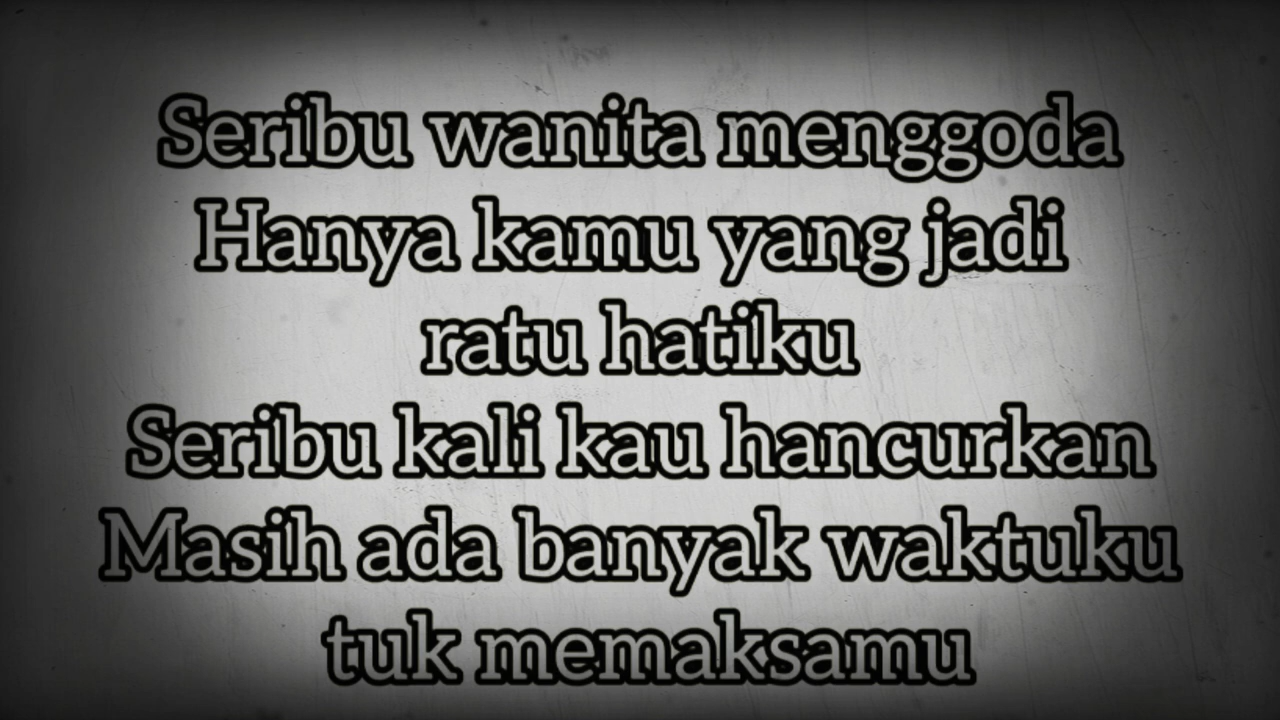 Seribu wanita menggoda
Hanya kamu yang jadi
ratu hatiku
Seribu kali kau hancurkan
Masih ada banyak waktuku
tuk memaksamu